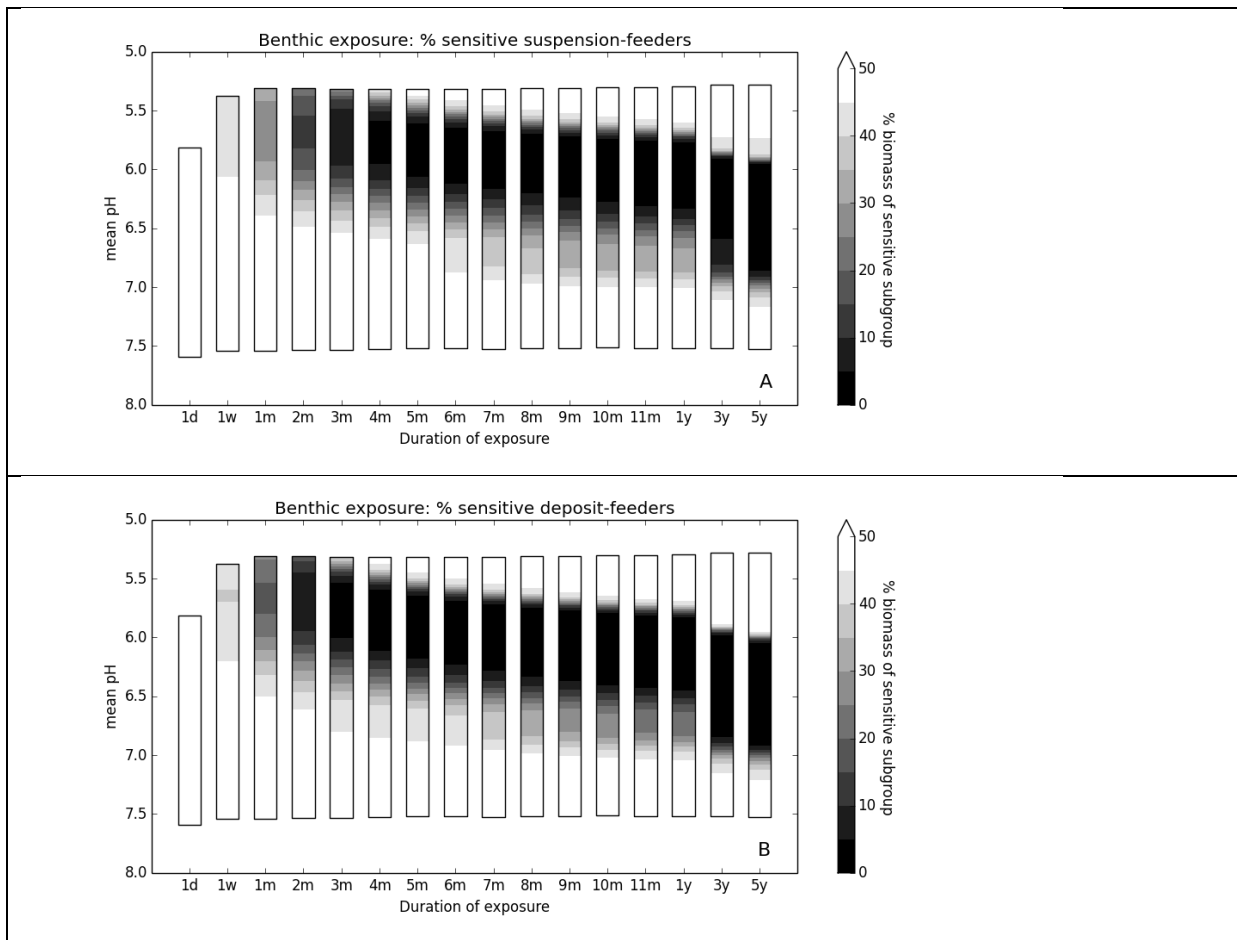 Benthic exposure: % sensitive suspension-feeders
5.0
5.5
6.0
6.5
7.0
7.5
8.0
mean pH
1d 1w 1m 2m 3m 4m 5m 6m 7m 8m 9m 10m 11m 1y 3y 5y
Duration of exposure
A
50
40
30
20
10
0
% biomass of sensitive subgroup
Benthic exposure: % sensitive deposit-feeders
5.0
5.5
6.0
6.5
7.0
7.5
8.0
mean pH
1d 1w 1m 2m 3m 4m 5m 6m 7m 8m 9m 10m 11m 1y 3y 5y
Duration of exposure
B
50
40
30
20
10
0
% biomass of sensitive subgroup